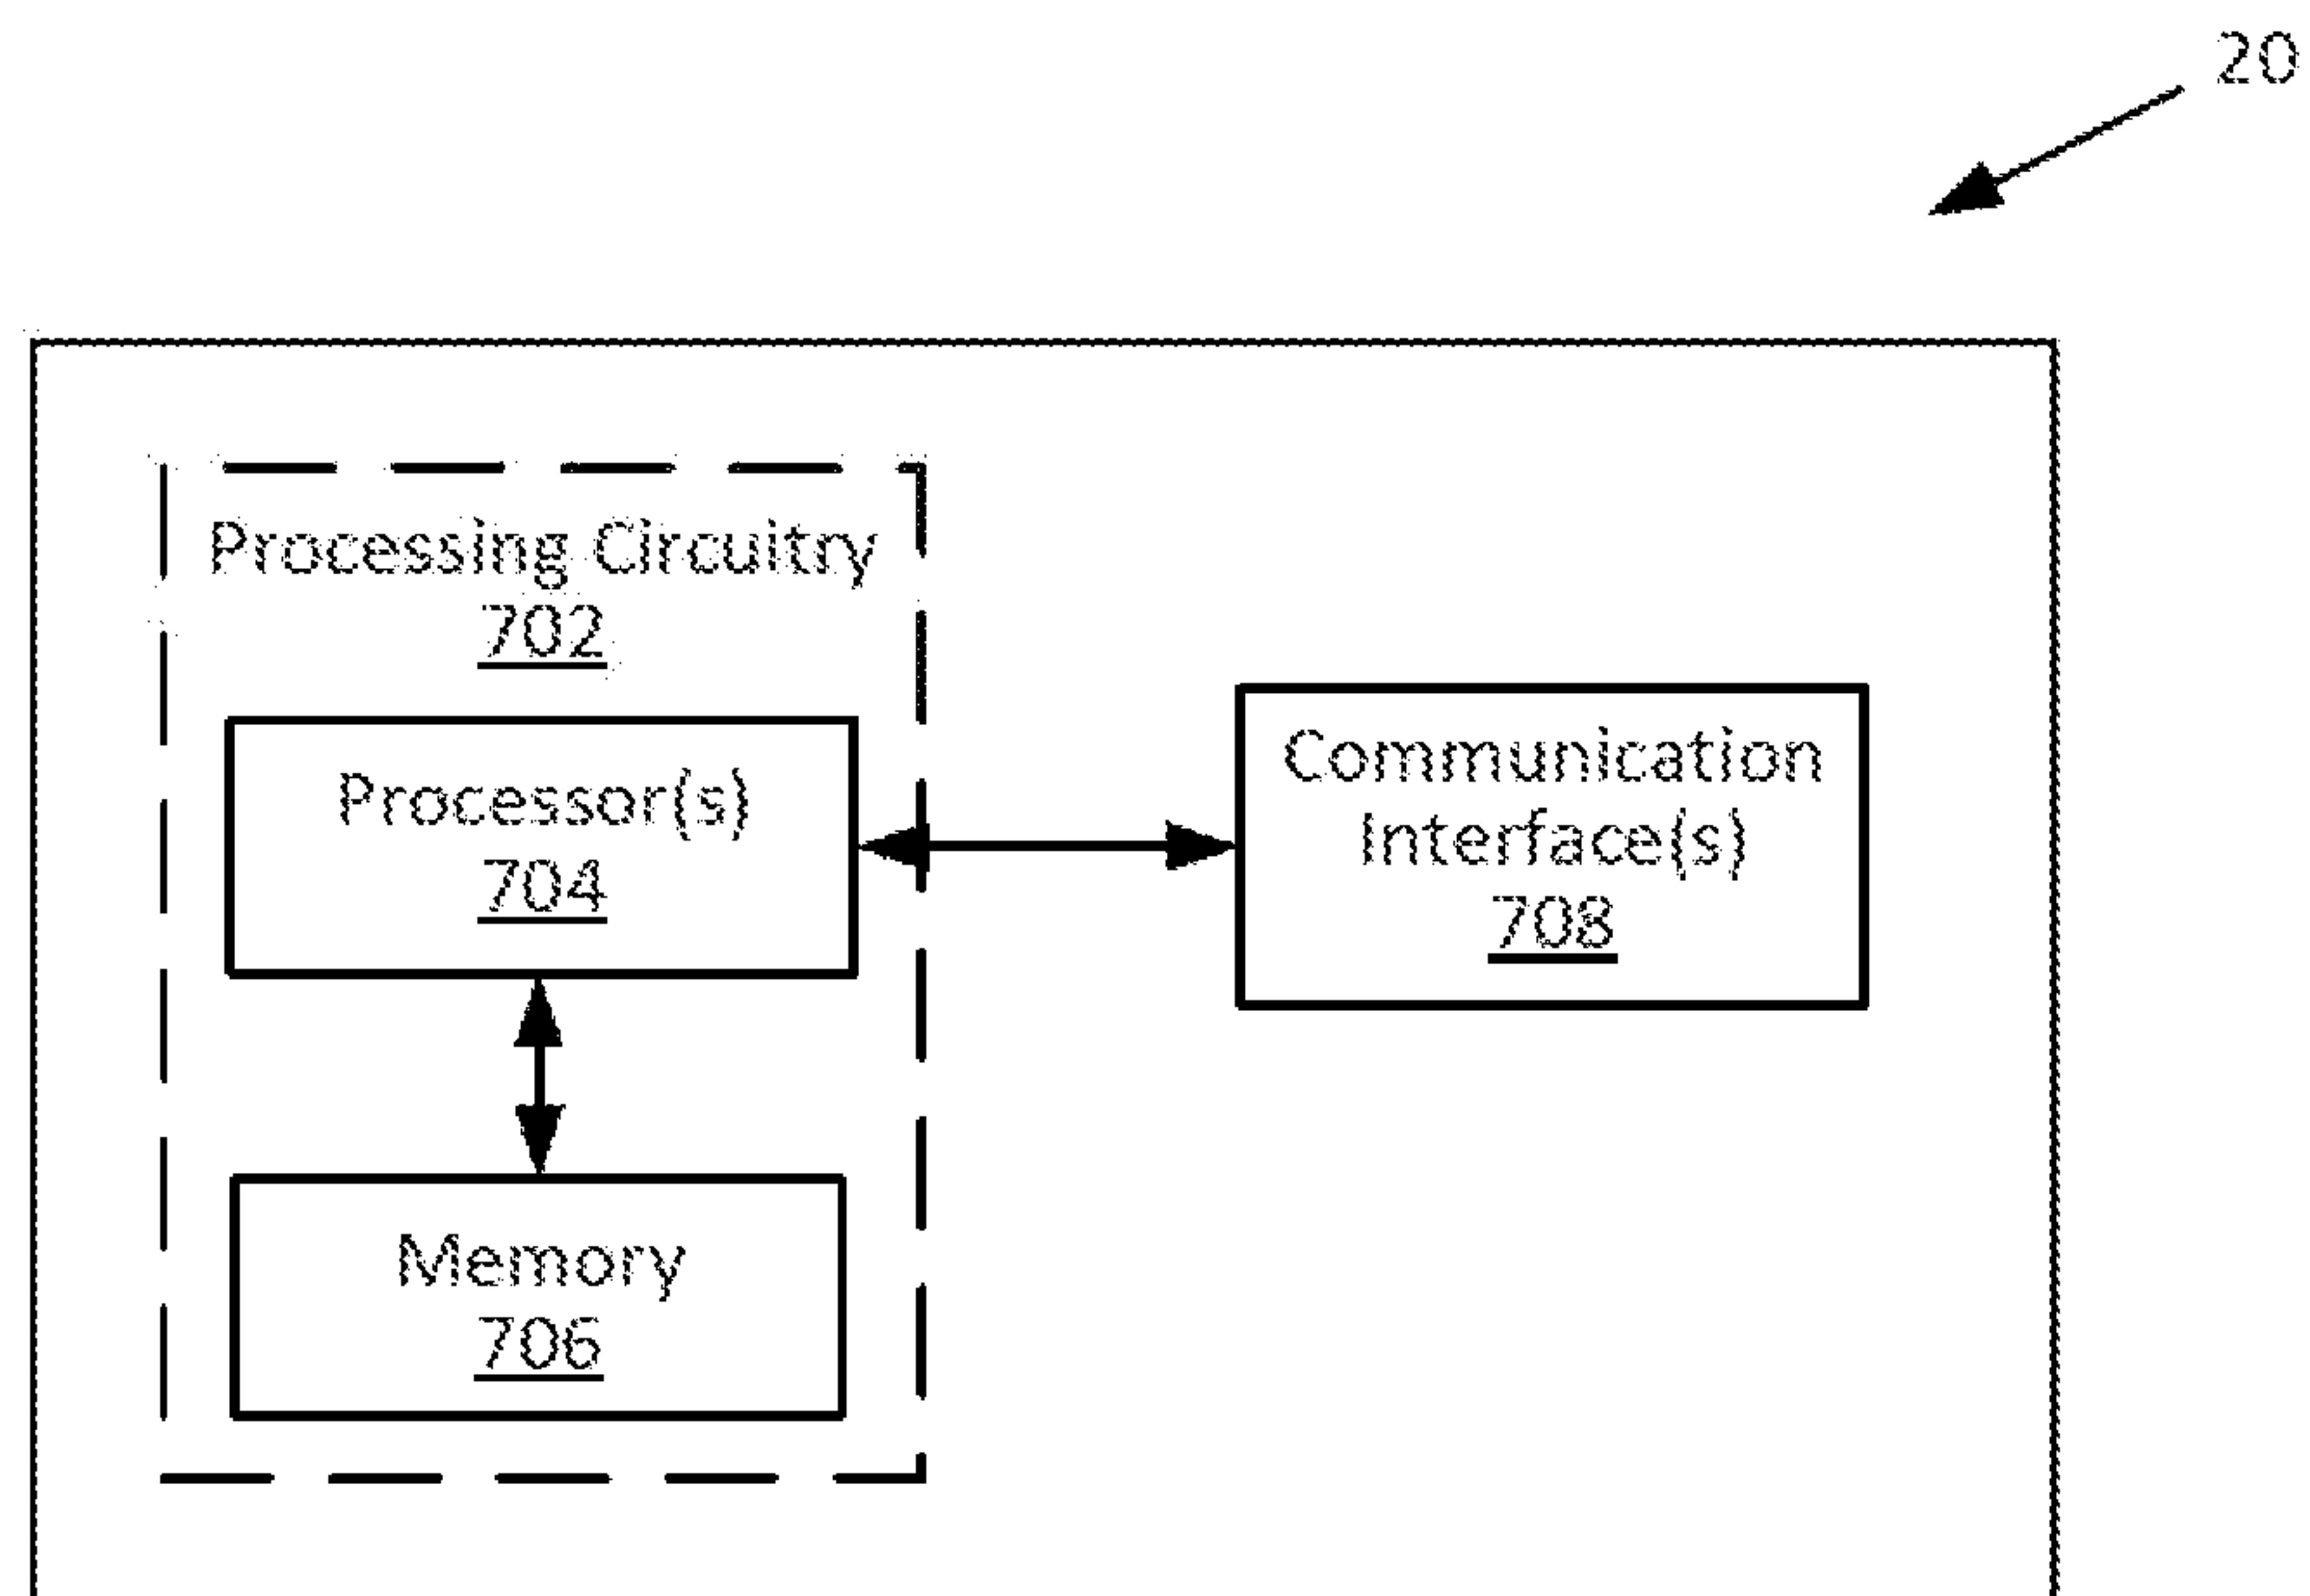 20
Processing Circuitry
702
Processor(s)
704
Communication
Interface(s)
708
Memory
706